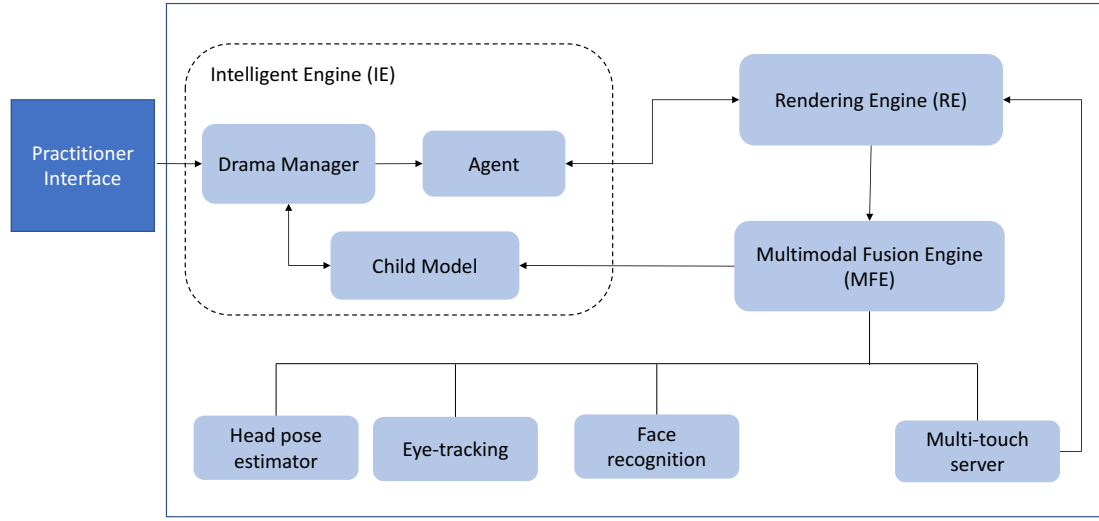 Intelligent Engine (IE)
Rendering Engine (RE)
Practitioner
Interface
Drama Manager
Agent
Child Model
Multimodal Fusion Engine
(MFE)
Head pose
estimator
Eye-tracking
Face
recognition
Multi-touch
server